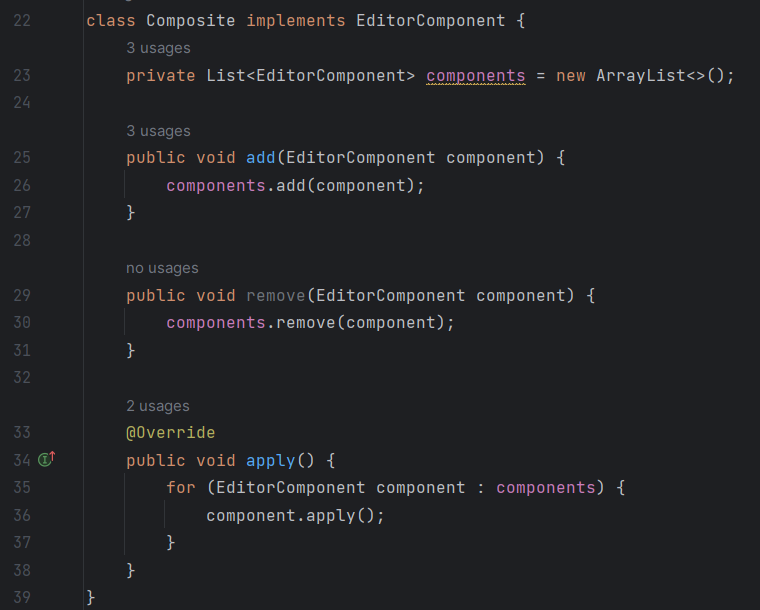 22 class Composite implements EditorComponent {
3 usages
23 private List<EditorComponent> components = new ArrayList<>();
24
3 usages
25 public void add(EditorComponent component) {
26 components.add(component);
27 }
28
no usages
29 public void remove(EditorComponent component) {
30 components.remove(component);
31 }
32
2 usages
33 @Override
34 public void apply() {
35 for (EditorComponent component : components) {
36 component.apply();
37 }
38 }
39 }